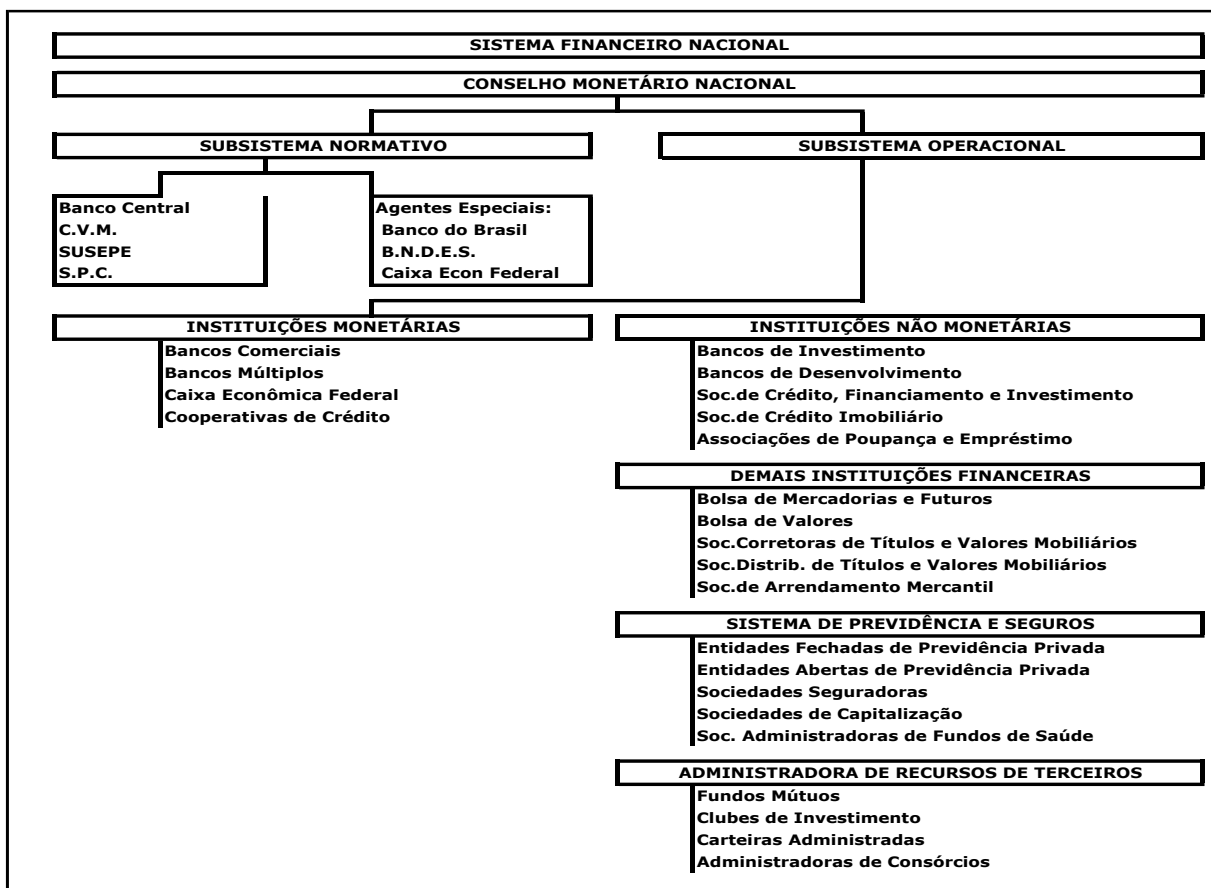 SISTEMA FINANCEIRO NACIONAL
CONSELHO MONETÁRIO NACIONAL
SUBSISTEMA NORMATIVO
SUBSISTEMA OPERACIONAL
Banco Central
C.V.M.
SUSEPE
S.P.C.
Agentes Especiais:
Banco do Brasil
B.N.D.E.S.
Caixa Econ Federal
INSTITUIÇÕES MONETÁRIAS
Bancos Comerciais
Bancos Múltiplos
Caixa Econômica Federal
Cooperativas de Crédito
INSTITUIÇÕES NÃO MONETÁRIAS
Bancos de Investimento
Bancos de Desenvolvimento
Soc.de Crédito, Financiamento e Investimento
Soc.de Crédito Imobiliário
Associações de Poupança e Empréstimo
DEMAIS INSTITUIÇÕES FINANCEIRAS
Bolsa de Mercadorias e Futuros
Bolsa de Valores
Soc.Corretoras de Títulos e Valores Mobiliários
Soc.Distrib. de Títulos e Valores Mobiliários
Soc.de Arrendamento Mercantil
SISTEMA DE PREVIDÊNCIA E SEGUROS
Entidades Fechadas de Previdência Privada
Entidades Abertas de Previdência Privada
Sociedades Seguradoras
Sociedades de Capitalização
Soc. Administradoras de Fundos de Saúde
ADMINISTRADORA DE RECURSOS DE TERCEIROS
Fundos Mútuos
Clubes de Investimento
Carteiras Administradas
Administradoras de Consórcios